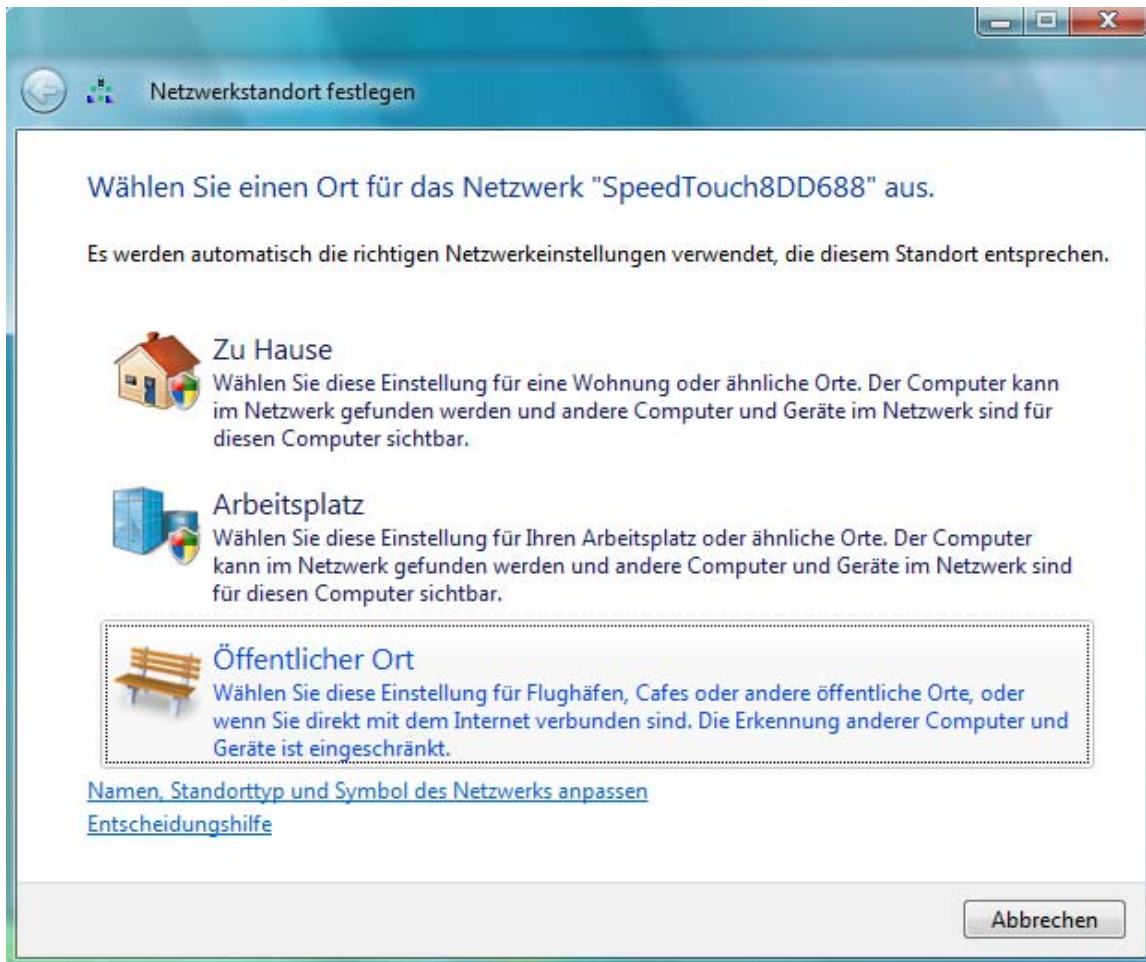 Netzwerkstandort festlegen
Wählen Sie einen Ort für das Netzwerk "SpeedTouch8DD688" aus.
Es werden automatisch die richtigen Netzwerkeinstellungen verwendet, die diesem Standort entsprechen.
Zu Hause
Wählen Sie diese Einstellung für eine Wohnung oder ähnliche Orte. Der Computer kann
im Netzwerk gefunden werden und andere Computer und Geräte im Netzwerk sind für
diesen Computer sichtbar.
Arbeitsplatz
Wählen Sie diese Einstellung für Ihren Arbeitsplatz oder ähnliche Orte. Der Computer
kann im Netzwerk gefunden werden und andere Computer und Geräte im Netzwerk sind
für diesen Computer sichtbar.
Öffentlicher Ort
Wählen Sie diese Einstellung für Flughäfen, Cafes oder andere öffentliche Orte, oder
wenn Sie direkt mit dem Internet verbunden sind. Die Erkennung anderer Computer und
Geräte ist eingeschränkt.
Namen, Standorttyp und Symbol des Netzwerks anpassen
Entscheidungshilfe
Abbrechen